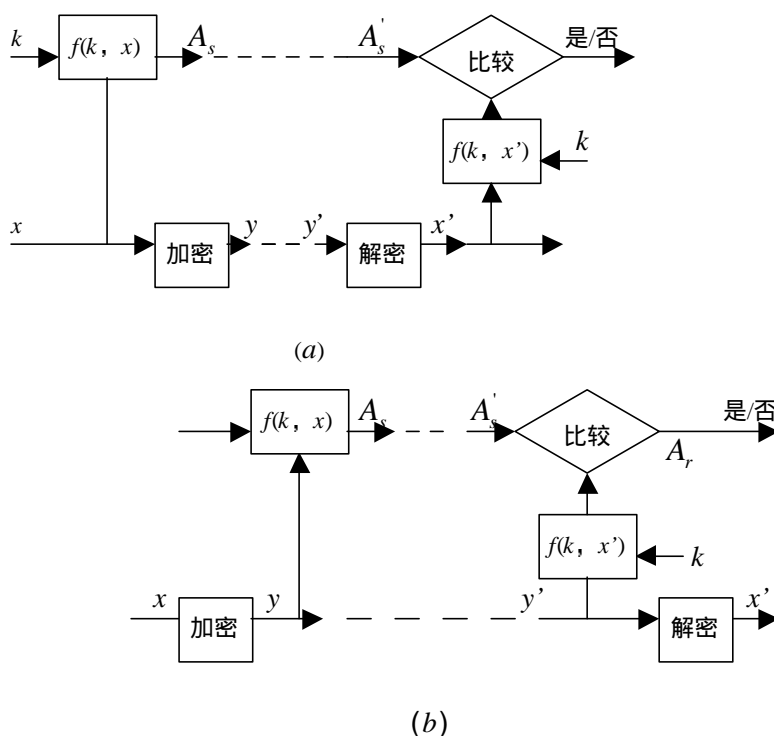 k f(k, x) A_s A_s' 比较 是/否
f(k, x') k
x 加密 y y' 解密 x'
(a)
f(k, x) A_s A_s' 比较 是/否
A_r
f(k, x') k
x 加密 y y' 解密 x'
(b)